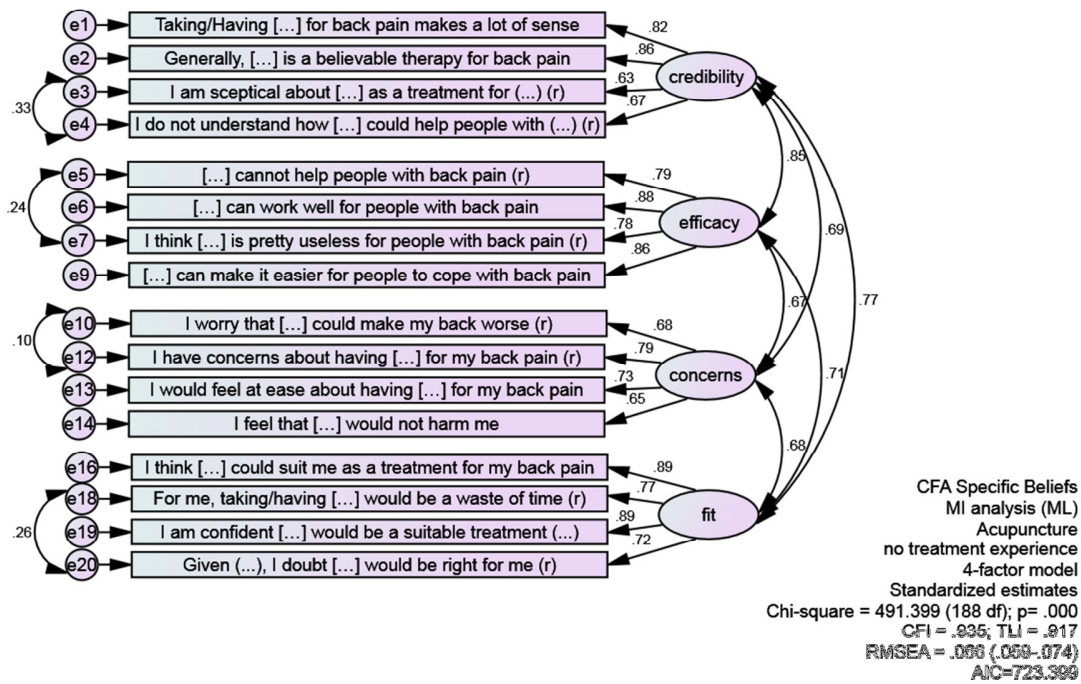 e1 Taking/Having [...] for back pain makes a lot of sense .82
e2 Generally, [...] is a believable therapy for back pain .86
credibility
e3 I am sceptical about [...] as a treatment for (...) (r) .63
.33
e4 I do not understand how [...] could help people with (...) (r) .67
.85
e5 [...] cannot help people with back pain (r) .79
.24
e6 [...] can work well for people with back pain .88
efficacy
e7 I think [...] is pretty useless for people with back pain (r) .78
.69
e9 [...] can make it easier for people to cope with back pain .86
.67
.77
e10 I worry that [...] could make my back worse (r) .68
.10
e12 I have concerns about having [...] for my back pain (r) .79
concerns
.71
e13 I would feel at ease about having [...] for my back pain .73
e14 I feel that [...] would not harm me .65
.68
e16 I think [...] could suit me as a treatment for my back pain .89
e18 For me, taking/having [...] would be a waste of time (r) .77
fit
.26
e19 I am confident [...] would be a suitable treatment (...) .89
e20 Given (...), I doubt [...] would be right for me (r) .72
CFA Specific Beliefs
MI analysis (ML)
Acupuncture
no treatment experience
4-factor model
Standardized estimates
Chi-square = 491.399 (188 df); p= .000
CFI = .935; TLI = .917
RMSEA = .066 (.059-.074)
AIC=723.399